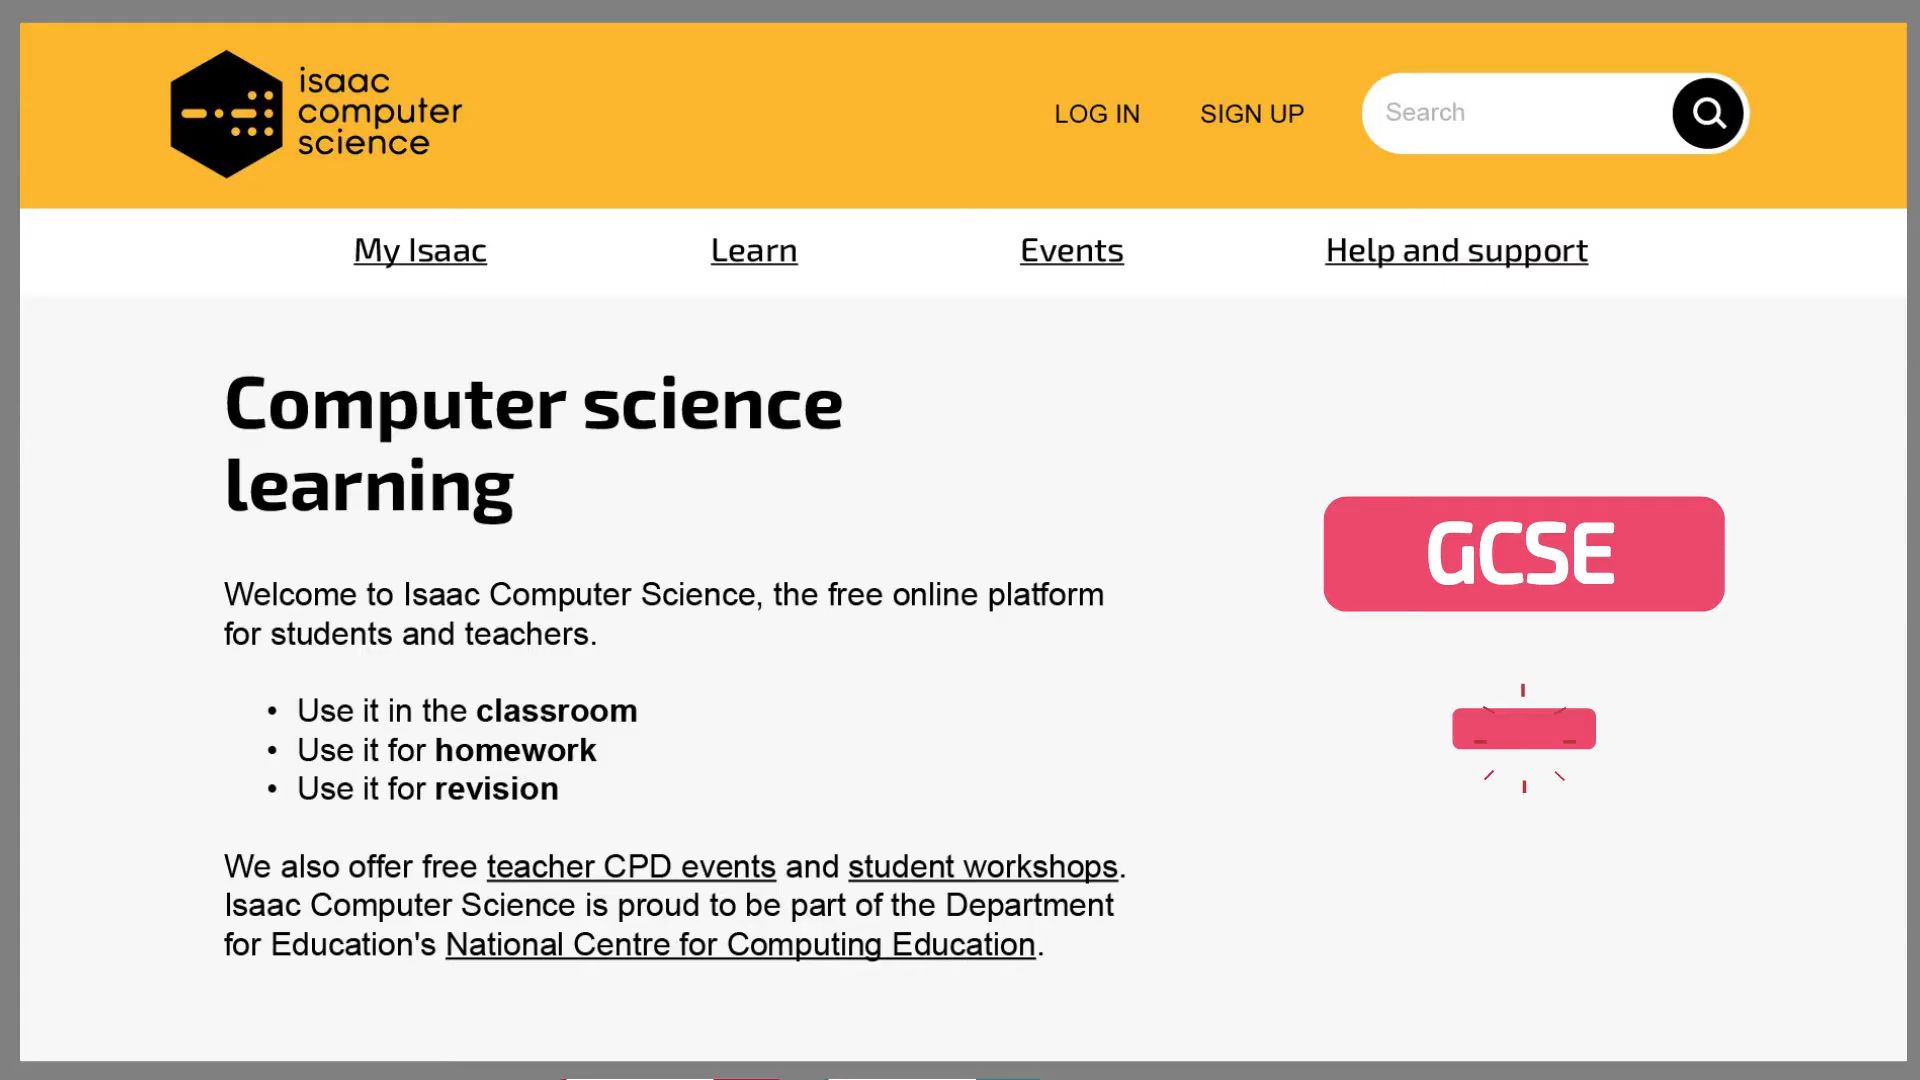 isaac
computer
science
LOG IN
SIGN UP
Search
My Isaac
Learn
Events
Help and support
Computer science
learning
Welcome to Isaac Computer Science, the free online platform
for students and teachers.
• Use it in the classroom
• Use it for homework
• Use it for revision
We also offer free teacher CPD events and student workshops.
Isaac Computer Science is proud to be part of the Department
for Education's National Centre for Computing Education.
GCSE